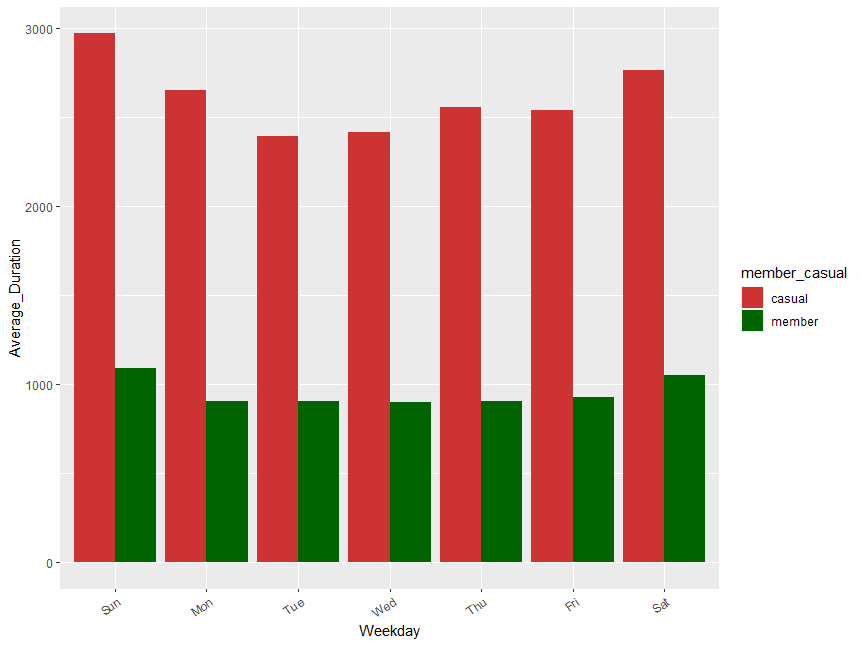 3000
2000
1000
0
Average_Duration
Sun Mon Tue Wed Thu Fri Sat
Weekday
member_casual
casual
member